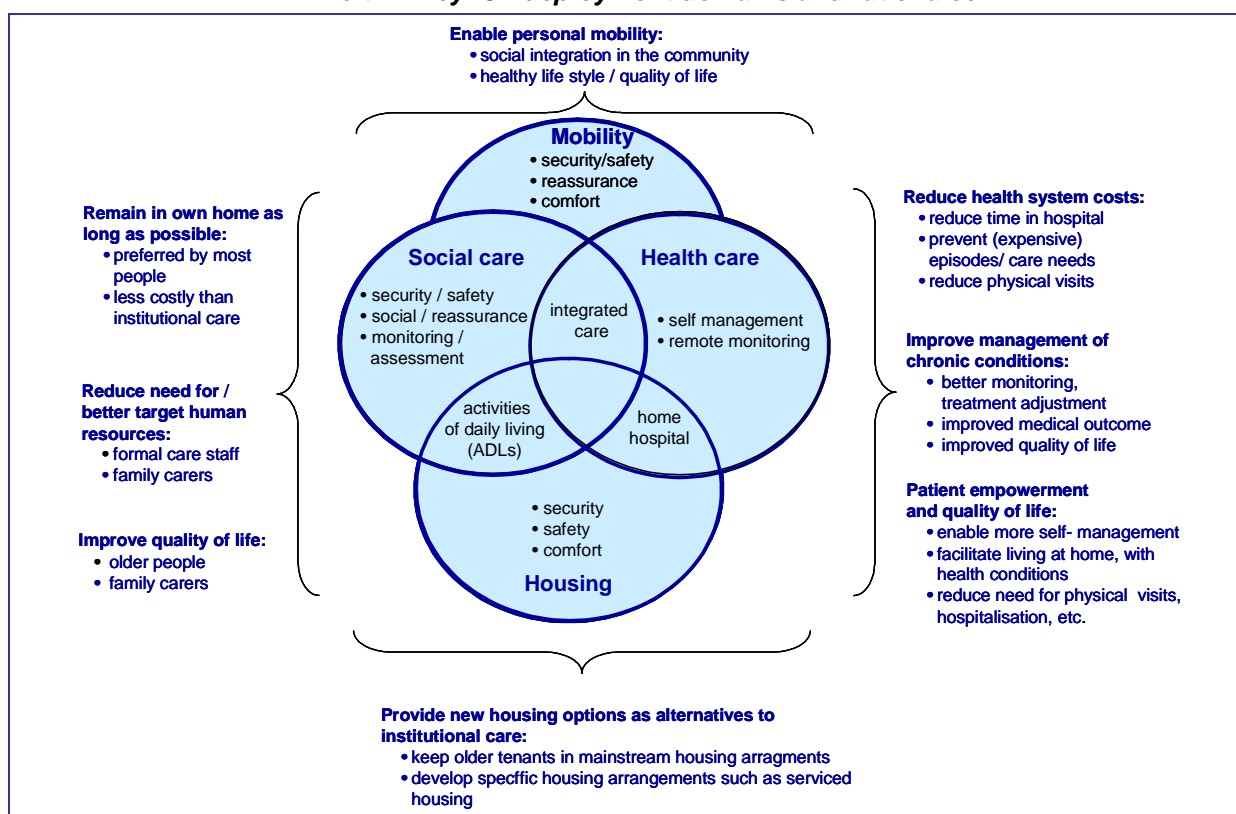 Enable personal mobility:
• social integration in the community
• healthy life style / quality of life
Mobility
• security/safety
• reassurance
• comfort
Remain in own home as
long as possible:
• preferred by most
people
• less costly than
institutional care
Reduce need for /
better target human
resources:
• formal care staff
• family carers
Improve quality of life:
• older people
• family carers
Social care
• security / safety
• social / reassurance
• monitoring /
assessment
integrated
care
Health care
• self management
• remote monitoring
activities
of daily living
(ADLs)
home
hospital
• security
• safety
• comfort
Housing
Reduce health system costs:
• reduce time in hospital
• prevent (expensive)
episodes/ care needs
• reduce physical visits
Improve management of
chronic conditions:
• better monitoring,
treatment adjustment
• improved medical outcome
• improved quality of life
Patient empowerment
and quality of life:
• enable more self- management
• facilitate living at home, with
health conditions
• reduce need for physical visits,
hospitalisation, etc.
Provide new housing options as alternatives to
institutional care:
• keep older tenants in mainstream housing arragments
• develop specffic housing arrangements such as serviced
housing